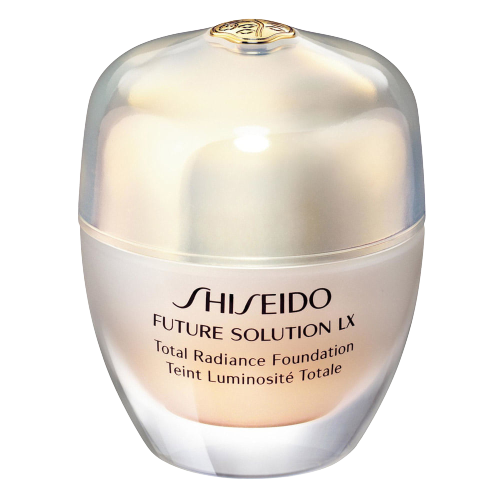 SHISEIDO
FUTURE SOLUTION LX
Total Radiance Foundation
Teint Luminosité Totale